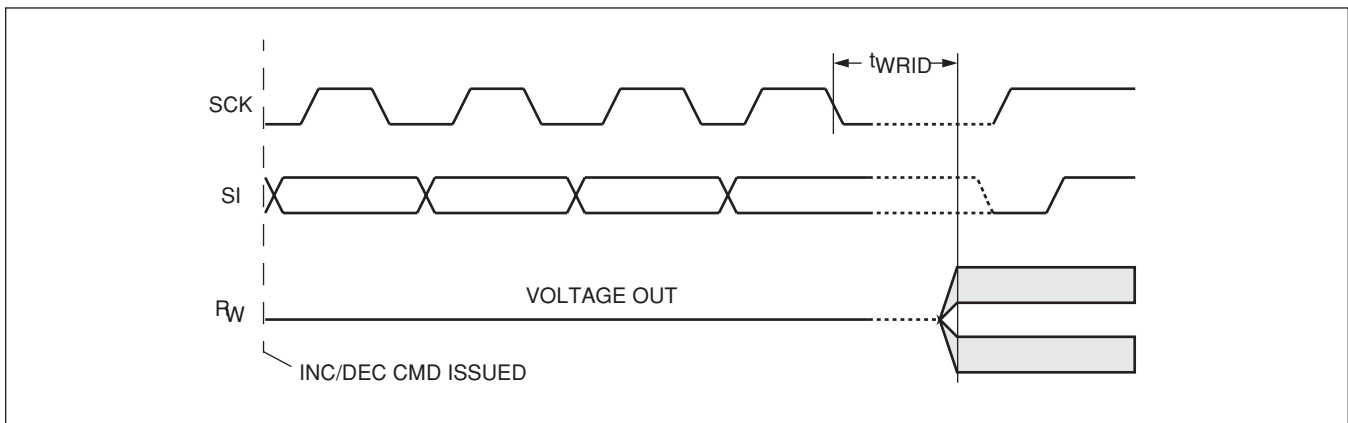 tWRID
SCK
SI
VOLTAGE OUT
RW
INC/DEC CMD ISSUED